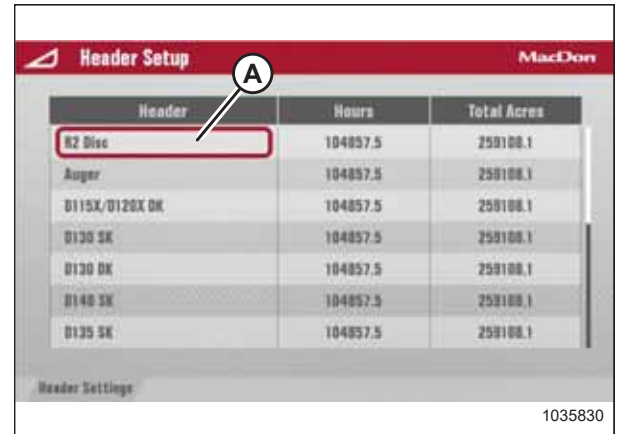 Header Setup MacDon
A
Header Hours Total Acres
R2 Disc 104857.5 259108.1
Auger 104857.5 259108.1
D115X/D120X DK 104857.5 259108.1
D130 SK 104857.5 259108.1
D130 DK 104857.5 259108.1
D140 SK 104857.5 259108.1
D135 SK 104857.5 259108.1
Header Settings
1035830